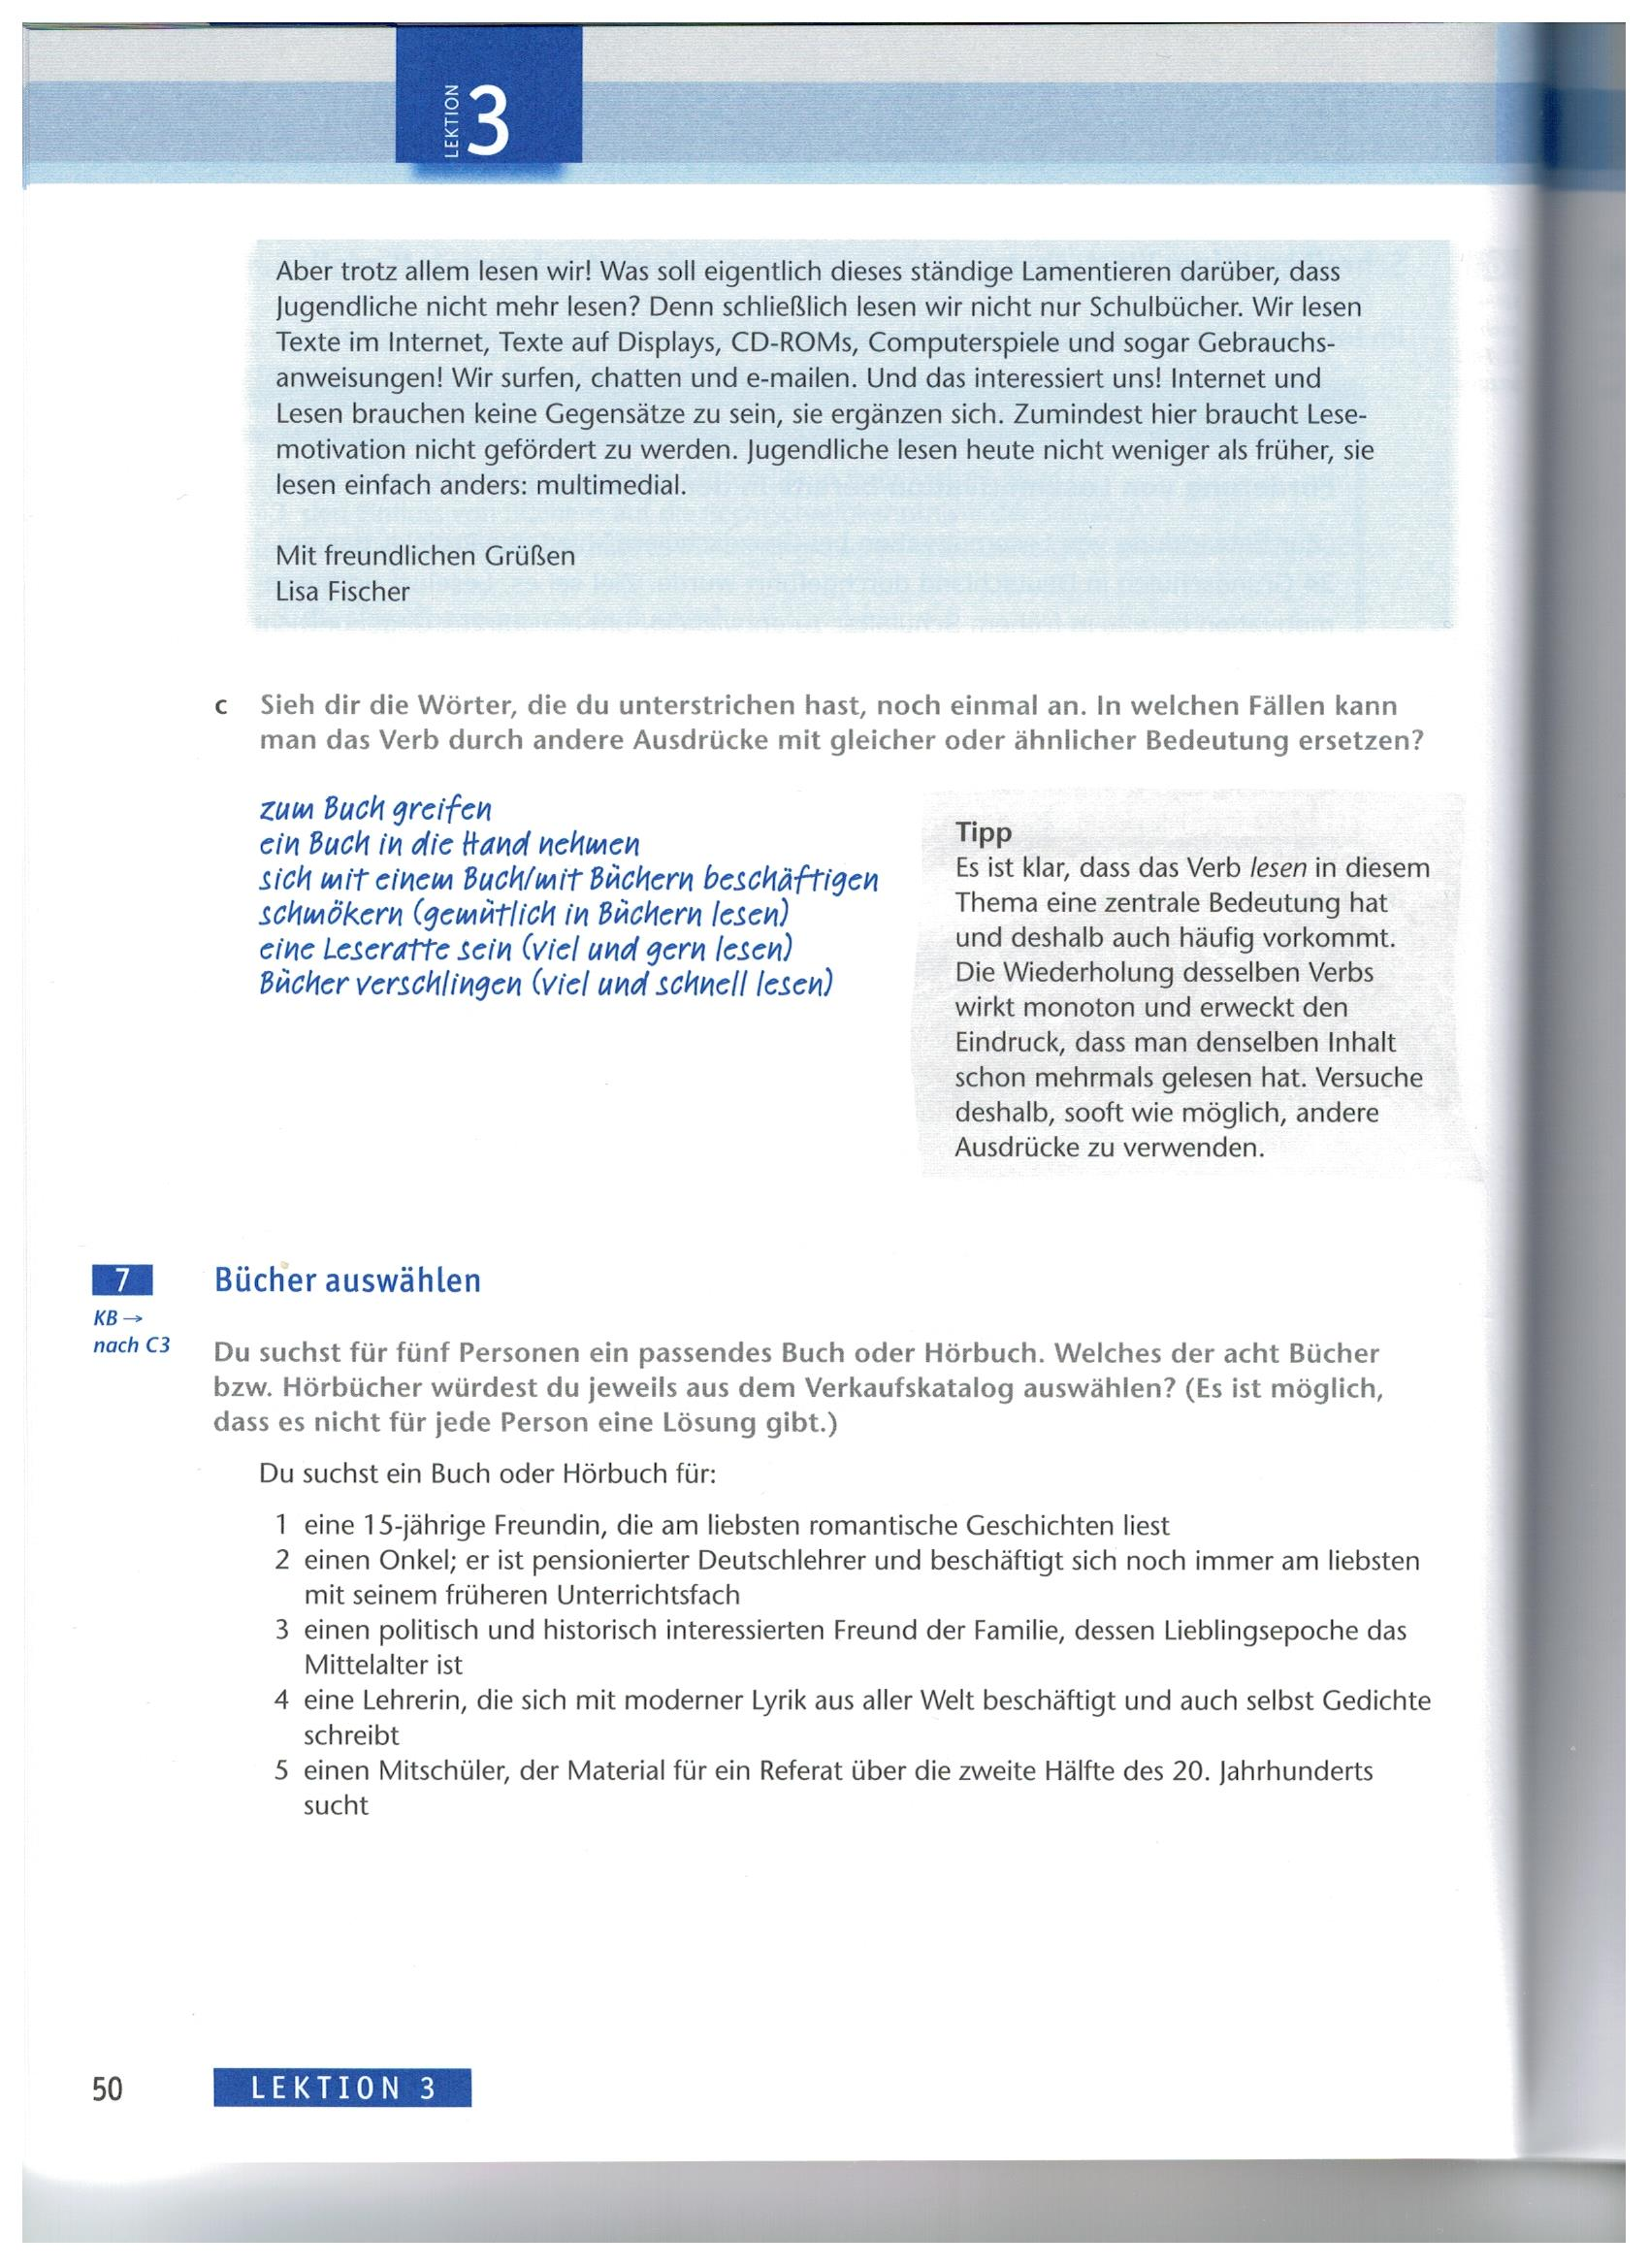 LEKTION 3
Aber trotz allem lesen wir! Was soll eigentlich dieses ständige Lamentieren darüber, dass
Jugendliche nicht mehr lesen? Denn schließlich lesen wir nicht nur Schulbücher. Wir lesen
Texte im Internet, Texte auf Displays, CD-ROMs, Computerspiele und sogar Gebrauchs-
anweisungen! Wir surfen, chatten und e-mailen. Und das interessiert uns! Internet und
Lesen brauchen keine Gegensätze zu sein, sie ergänzen sich. Zumindest hier braucht Lese-
motivation nicht gefördert zu werden. Jugendliche lesen heute nicht weniger als früher, sie
lesen einfach anders: multimedial.
Mit freundlichen Grüßen
Lisa Fischer
c Sieh dir die Wörter, die du unterstrichen hast, noch einmal an. In welchen Fällen kann
man das Verb durch andere Ausdrücke mit gleicher oder ähnlicher Bedeutung ersetzen?
zum Buch greifen
ein Buch in die Hand nehmen
sich mit einem Buch/mit Büchern beschäftigen
schmökern (gemütlich in Büchern lesen)
eine Leseratte sein (viel und gern lesen)
Bücher verschlingen (viel und schnell lesen)
Tipp
Es ist klar, dass das Verb lesen in diesem
Thema eine zentrale Bedeutung hat
und deshalb auch häufig vorkommt.
Die Wiederholung desselben Verbs
wirkt monoton und erweckt den
Eindruck, dass man denselben Inhalt
schon mehrmals gelesen hat. Versuche
deshalb, sooft wie möglich, andere
Ausdrücke zu verwenden.
7 Bücher auswählen
KB →
nach C3
Du suchst für fünf Personen ein passendes Buch oder Hörbuch. Welches der acht Bücher
bzw. Hörbücher würdest du jeweils aus dem Verkaufskatalog auswählen? (Es ist möglich,
dass es nicht für jede Person eine Lösung gibt.)
Du suchst ein Buch oder Hörbuch für:
1 eine 15-jährige Freundin, die am liebsten romantische Geschichten liest
2 einen Onkel; er ist pensionierter Deutschlehrer und beschäftigt sich noch immer am liebsten
mit seinem früheren Unterrichtsfach
3 einen politisch und historisch interessierten Freund der Familie, dessen Lieblingsepoche das
Mittelalter ist
4 eine Lehrerin, die sich mit moderner Lyrik aus aller Welt beschäftigt und auch selbst Gedichte
schreibt
5 einen Mitschüler, der Material für ein Referat über die zweite Hälfte des 20. Jahrhunderts
sucht
50 LEKTION 3